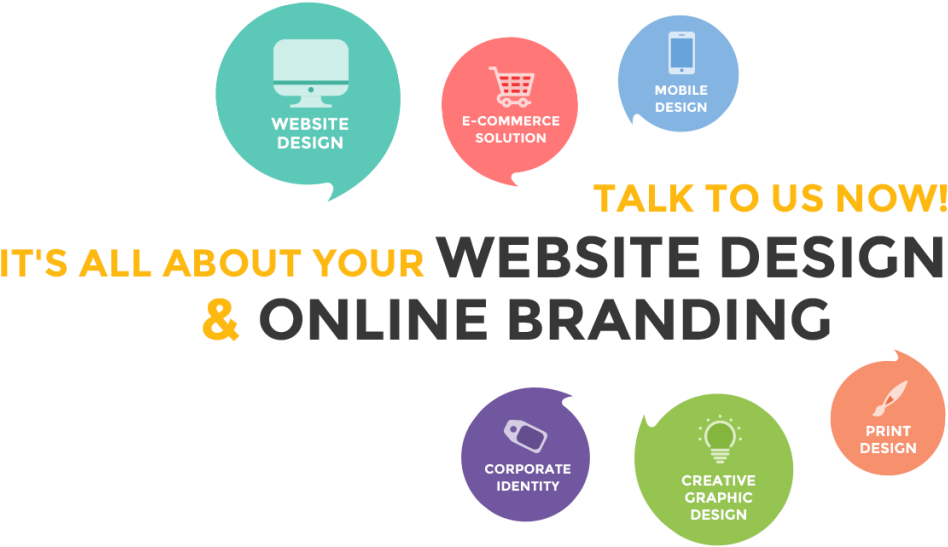 WEBSITE
DESIGN
E-COMMERCE
SOLUTION
MOBILE
DESIGN
TALK TO US NOW!
IT'S ALL ABOUT YOUR WEBSITE DESIGN
& ONLINE BRANDING
CORPORATE
IDENTITY
CREATIVE
GRAPHIC
DESIGN
PRINT
DESIGN